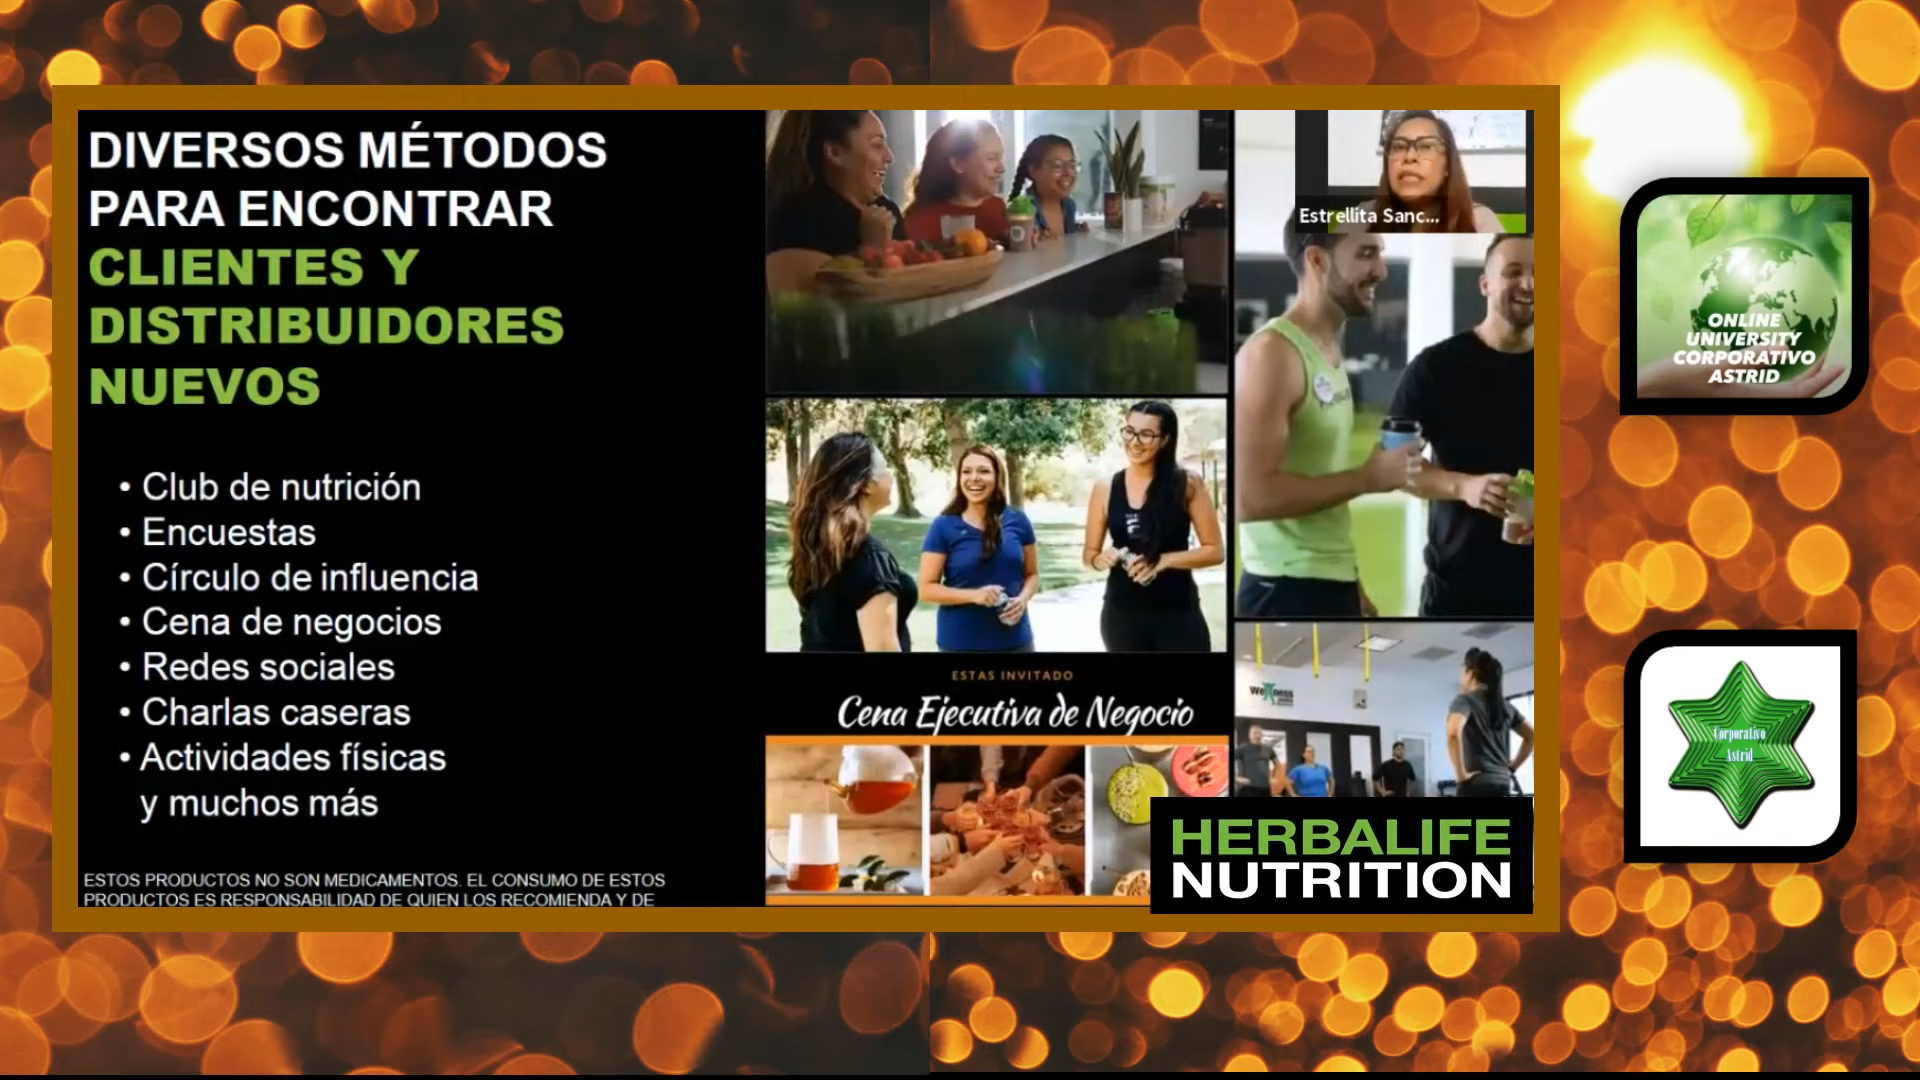 DIVERSOS MÉTODOS
PARA ENCONTRAR
CLIENTES Y
DISTRIBUIDORES
NUEVOS
• Club de nutrición
• Encuestas
• Círculo de influencia
• Cena de negocios
• Redes sociales
• Charlas caseras
• Actividades físicas
y muchos más
ESTOS PRODUCTOS NO SON MEDICAMENTOS. EL CONSUMO DE ESTOS
PRODUCTOS ES RESPONSABILIDAD DE QUIEN LOS RECOMIENDA Y DE
Estrellita Sanc...
ESTAS INVITADO
Cena Ejecutiva de Negocio
HERBALIFE
NUTRITION
ONLINE
UNIVERSITY
CORPORATIVO
ASTRID
Corporativo
Astrid